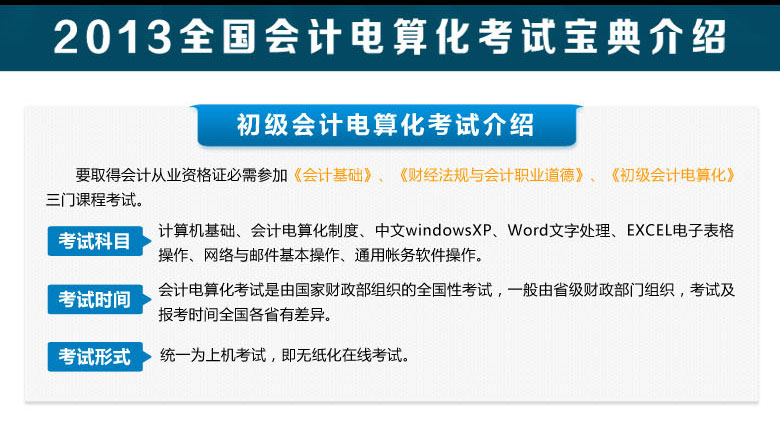 2013全国会计电算化考试宝典介绍
初级会计电算化考试介绍
要取得会计从业资格证必需参加《会计基础》、《财经法规与会计职业道德》、《初级会计电算化》
三门课程考试。
考试科目
计算机基础、会计电算化制度、中文windowsXP、Word文字处理、EXCEL电子表格
操作、网络与邮件基本操作、通用帐务软件操作。
考试时间
会计电算化考试是由国家财政部组织的全国性考试，一般由省级财政部门组织，考试及
报考时间全国各省有差异。
考试形式
统一为上机考试，即无纸化在线考试。